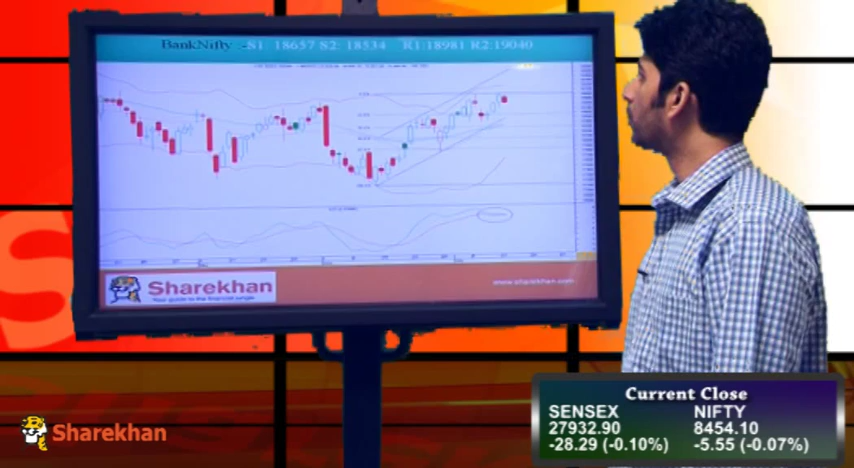 BankNifty -S1: 18657 S2: 18534 R1:18981 R2:19040
Sharekhan
Your guide to the financial jungle
www.sharekhan.com
Sharekhan
Current Close
SENSEX NIFTY
27932.90 8454.10
-28.29 (-0.10%) -5.55 (-0.07%)